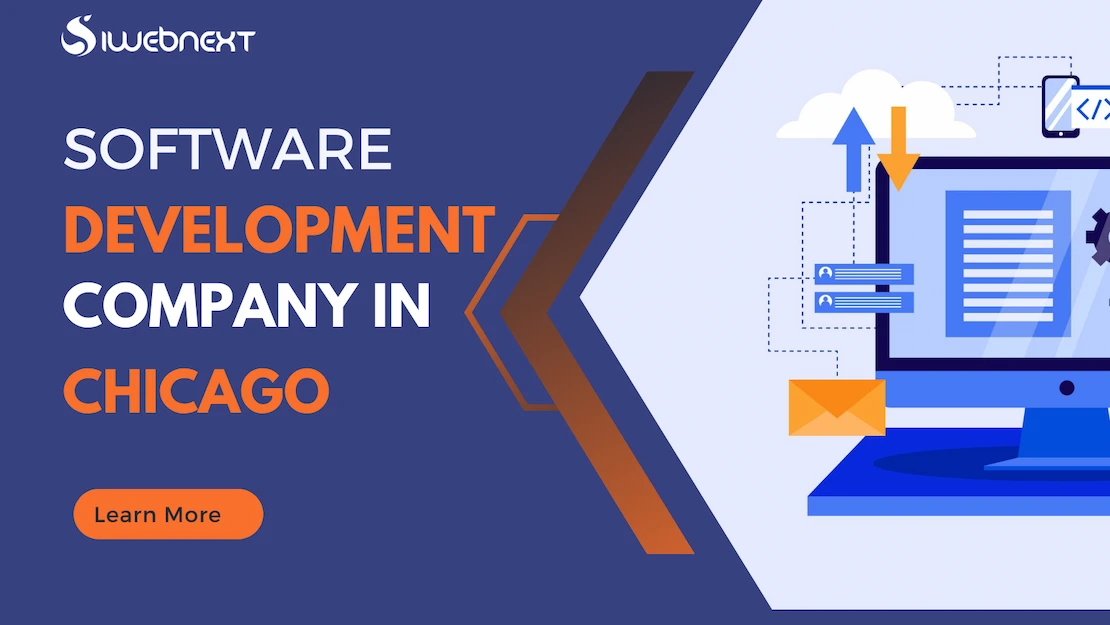 iwebnext
SOFTWARE
DEVELOPMENT
COMPANY IN
CHICAGO
Learn More